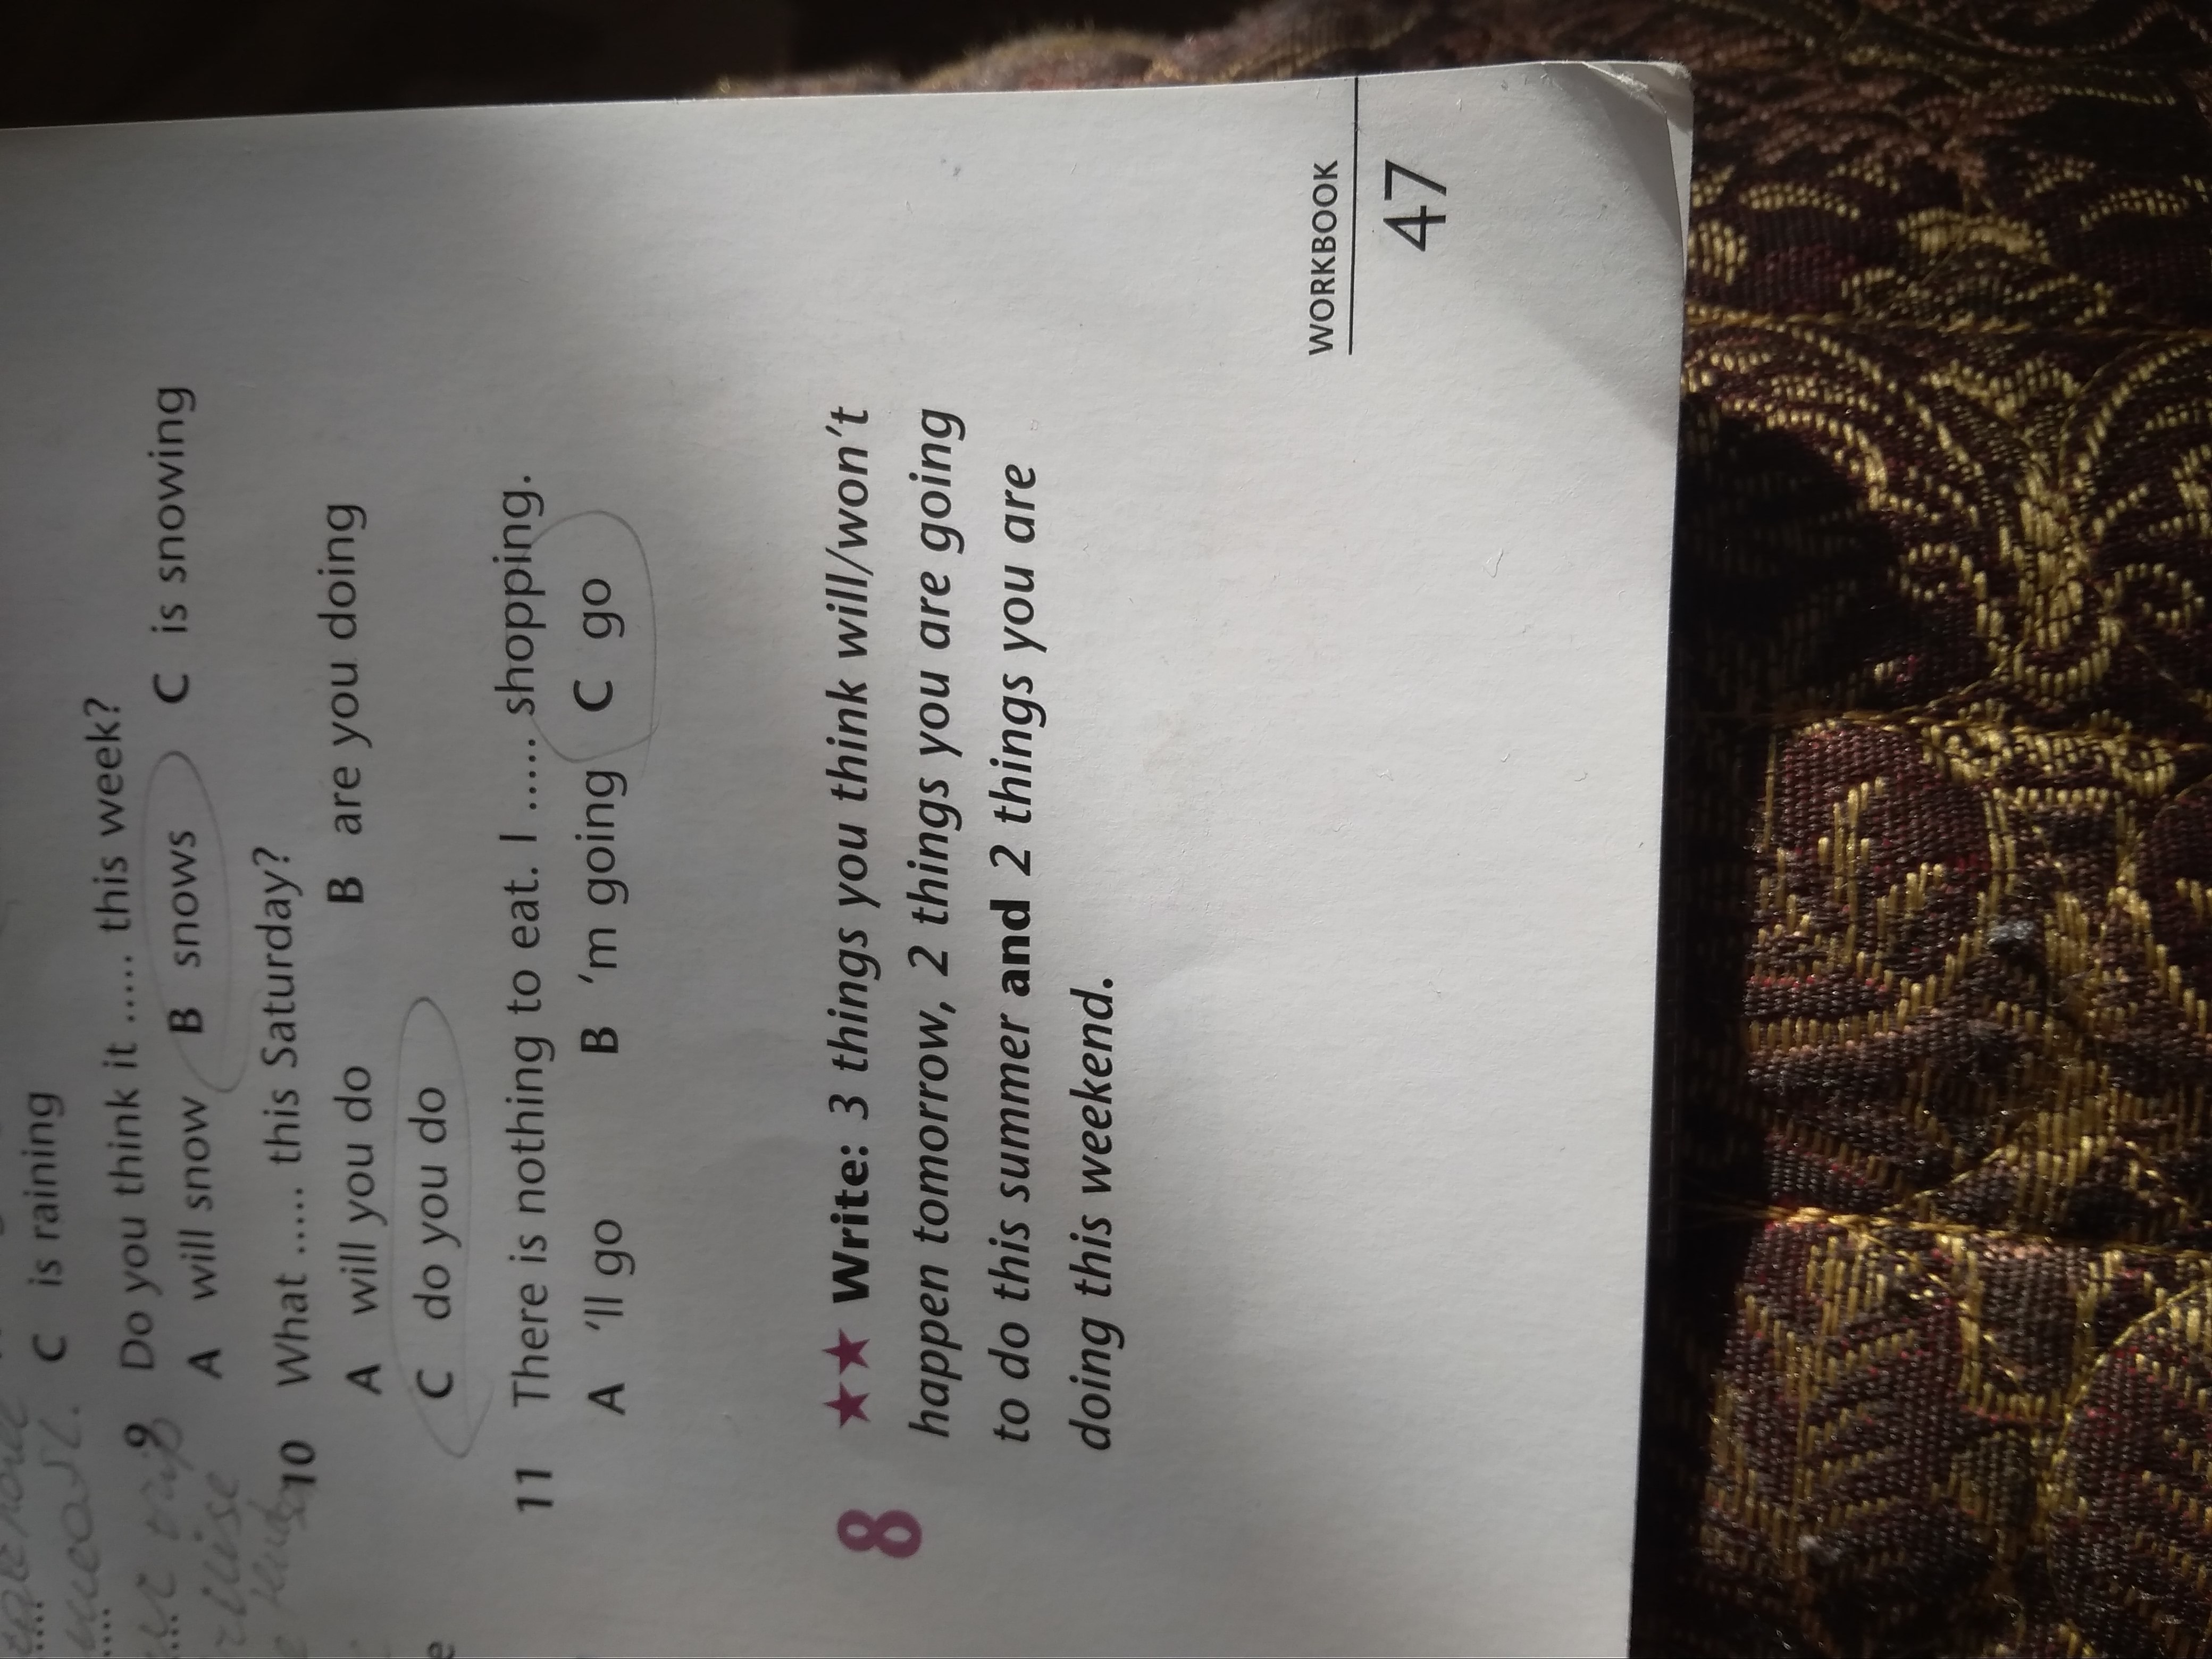 C is raining
9 Do you think it ..... this week?
A will snow B snows C is snowing
10 What ..... this Saturday?
A will you do B are you doing
C do you do
11 There is nothing to eat. I ..... shopping.
A 'll go B 'm going C go
8 ★★ Write: 3 things you think will/won't
happen tomorrow, 2 things you are going
to do this summer and 2 things you are
doing this weekend.
WORKBOOK
47